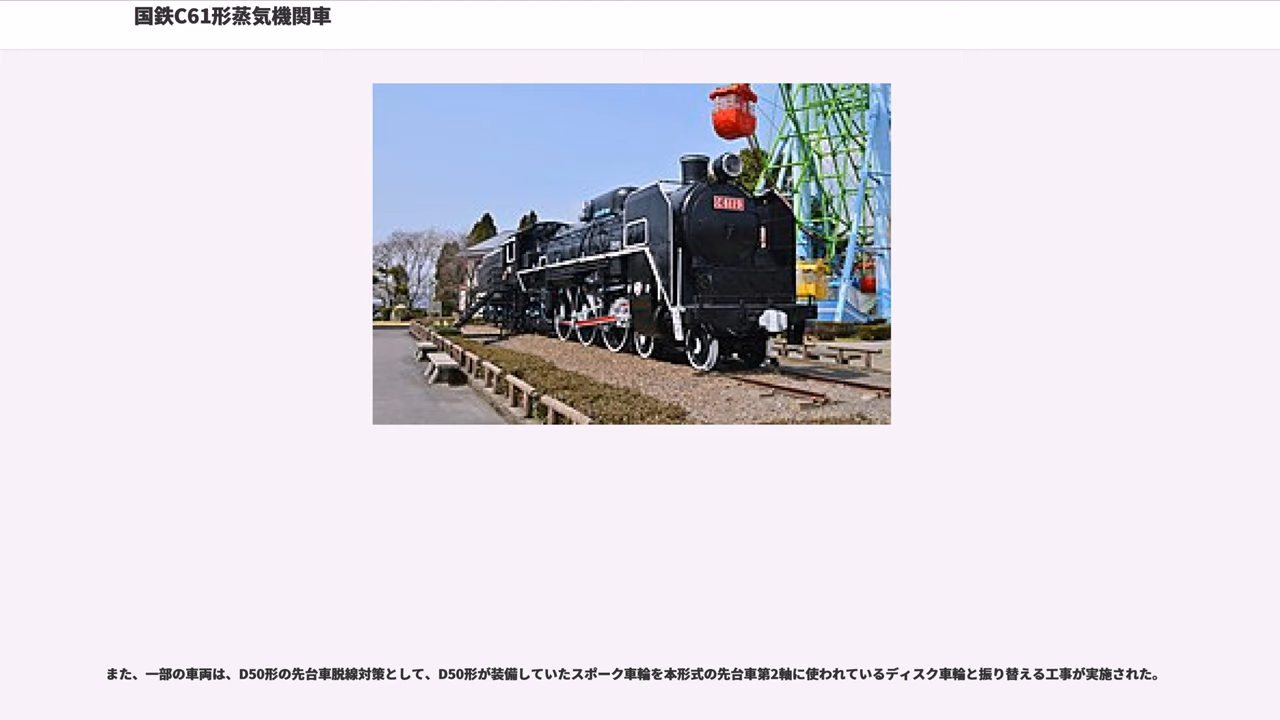 国鉄C61形蒸気機関車
また、一部の車両は、D50形の先台車脱線対策として、D50形が装備していたスポーク車輪を本形式の先台車第2軸に使われているディスク車輪と振り替える工事が実施された。